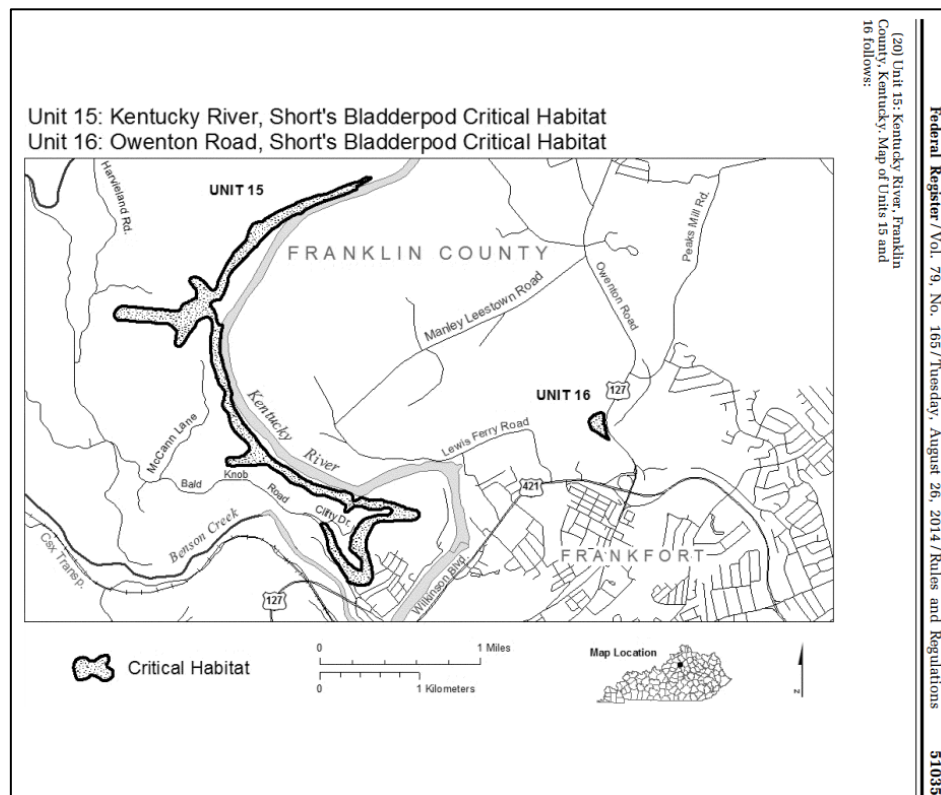 Federal Register / Vol. 79, No. 165 / Tuesday, August 26, 2014 / Rules and Regulations 51035
(20) Unit 15: Kentucky River, Franklin
County, Kentucky. Map of Units 15 and
16 follows:
Unit 15: Kentucky River, Short's Bladderpod Critical Habitat
Unit 16: Owenton Road, Short's Bladderpod Critical Habitat
Harvieland Rd.
UNIT 15
FRANKLIN COUNTY
Peaks Mill Rd.
Owenton Road
Manley Leestown Road
UNIT 16
127
Kentucky
River
McCann Lane
Lewis Ferry Road
Bald Knob Road
421
Clifty Dr.
Benson Creek
FRANKFORT
Csx Transp.
Wilkinson Blvd.
127
Critical Habitat
0 1 Miles
0 1 Kilometers
Map Location
N